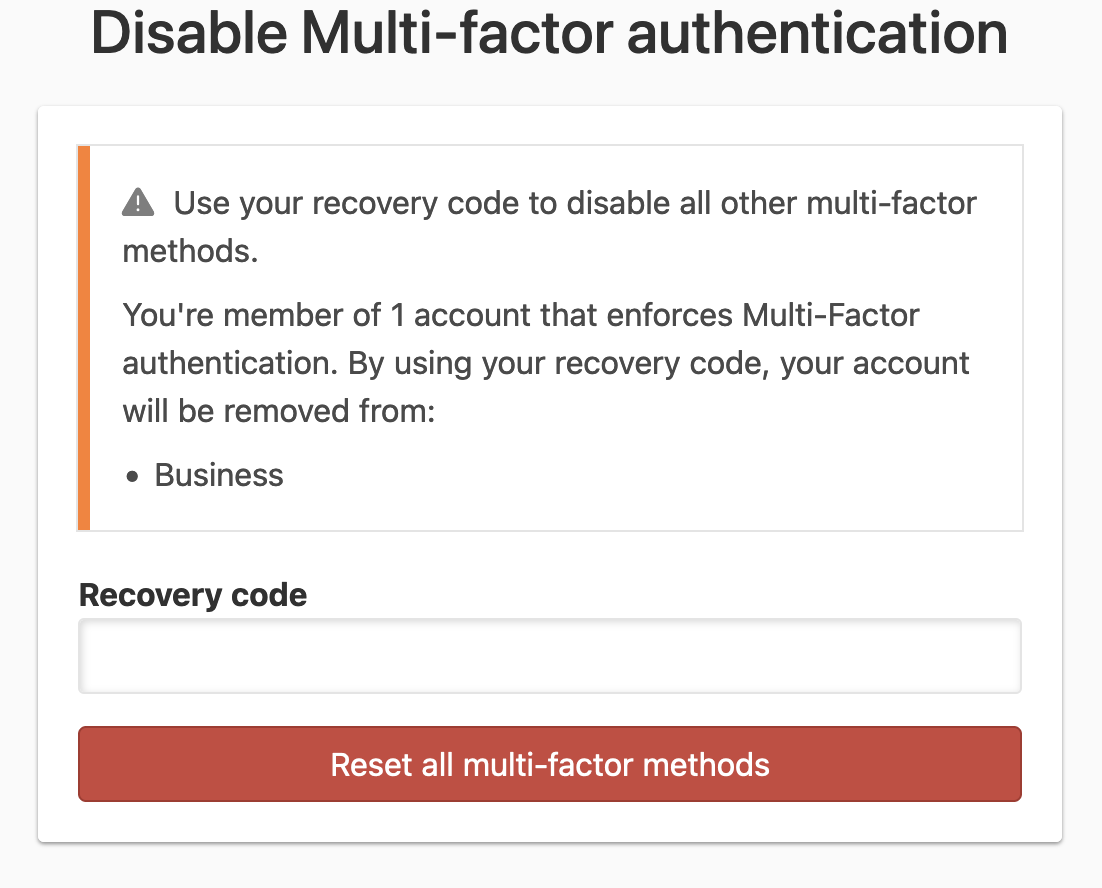 Disable Multi-factor authentication
Use your recovery code to disable all other multi-factor
methods.
You're member of 1 account that enforces Multi-Factor
authentication. By using your recovery code, your account
will be removed from:
• Business
Recovery code
Reset all multi-factor methods